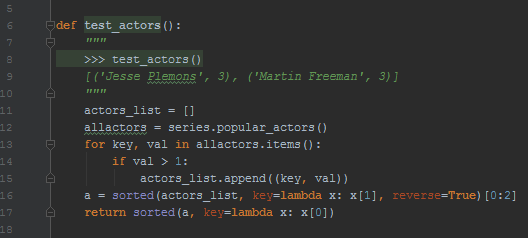 5
6 def test_actors():
7     """
8     >>> test_actors()
9     [('Jesse Plemons', 3), ('Martin Freeman', 3)]
10     """
11     actors_list = []
12     allactors = series.popular_actors()
13     for key, val in allactors.items():
14         if val > 1:
15             actors_list.append((key, val))
16     a = sorted(actors_list, key=lambda x: x[1], reverse=True)[0:2]
17     return sorted(a, key=lambda x: x[0])
18